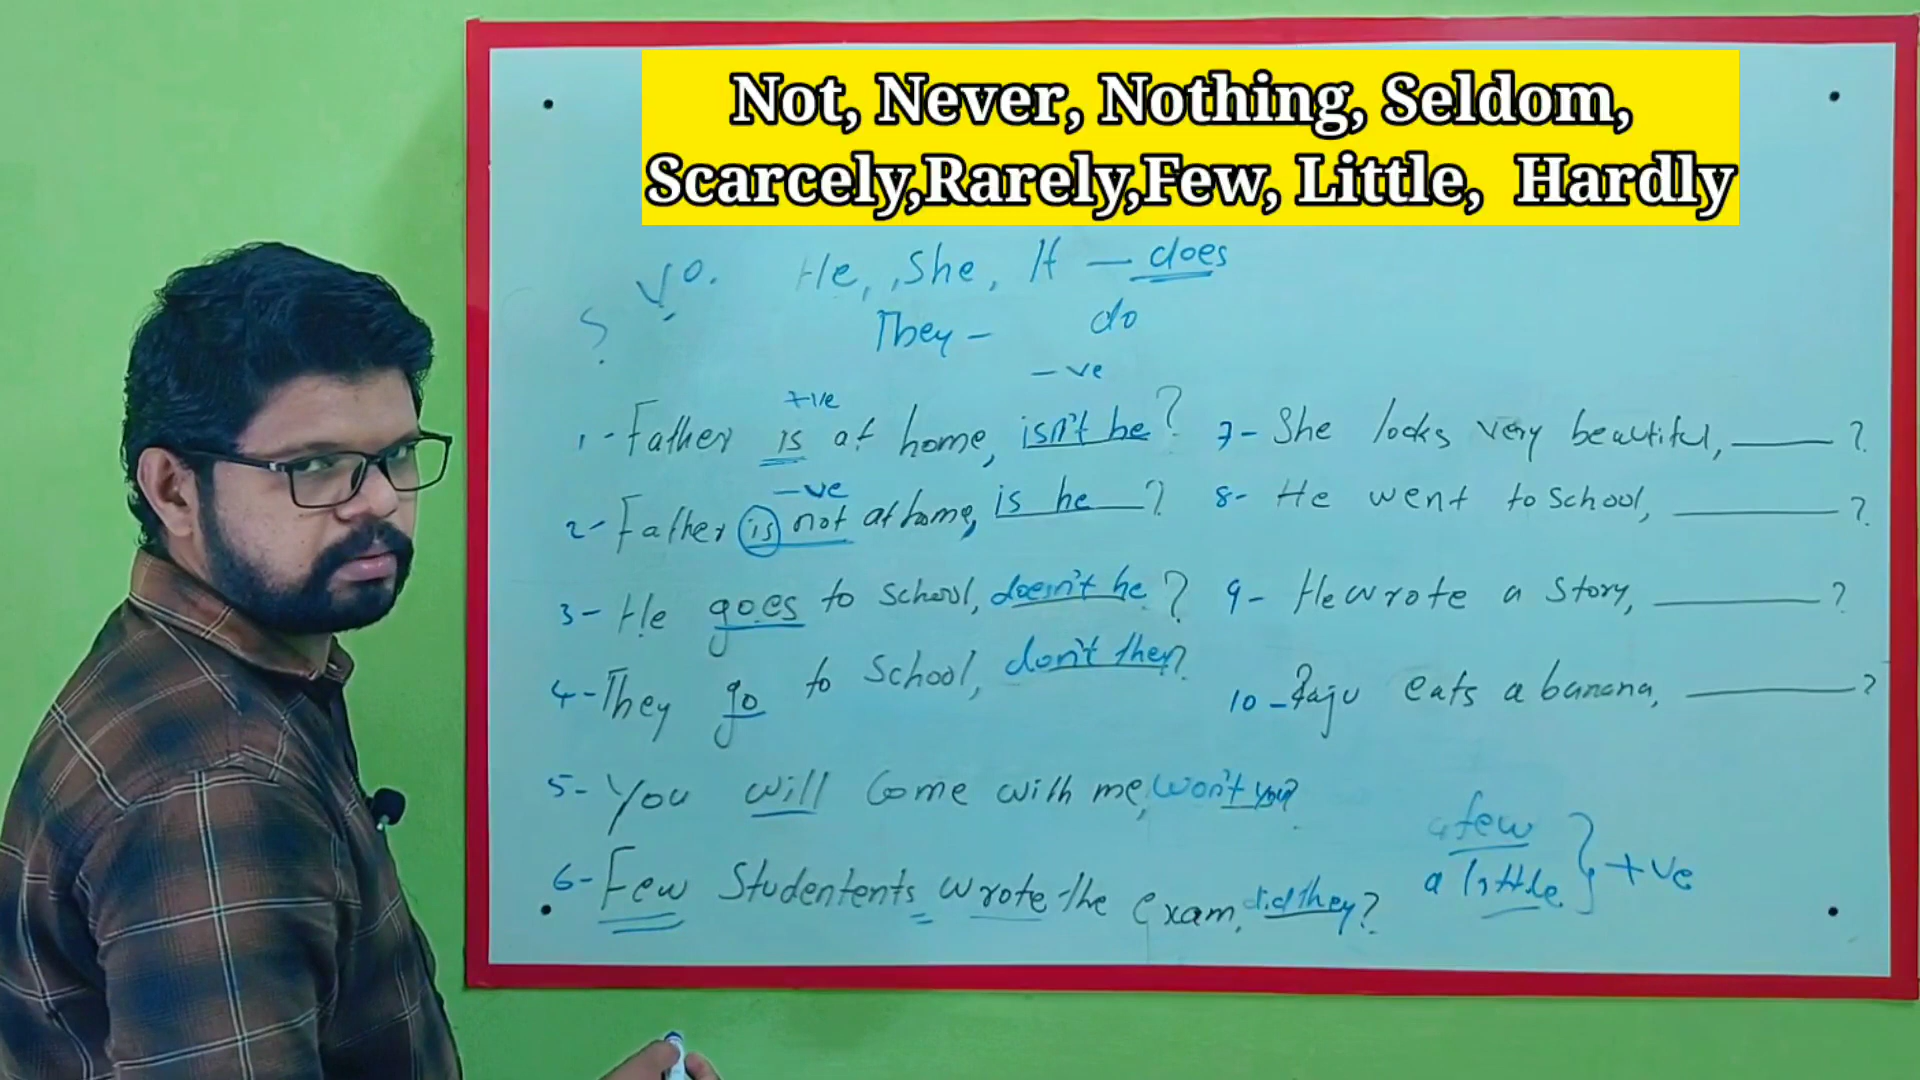 Not, Never, Nothing, Seldom,
Scarcely,Rarely,Few, Little, Hardly
He, She, It — does
They – do
+ve – ve
1 - Father is at home, isn't he?
– ve
2 - Father is not at home, is he ?
3 - He goes to school, doesn't he ?
4 - They go to school, don't they?
5 - You will come with me, won't you?
6 - Few Studentents wrote the exam, did they?
7 - She looks very beautiful, ?
8 - He went to school, ?
9 - He wrote a story, ?
10 - Raju eats a banana, ?
a few
a little } +ve